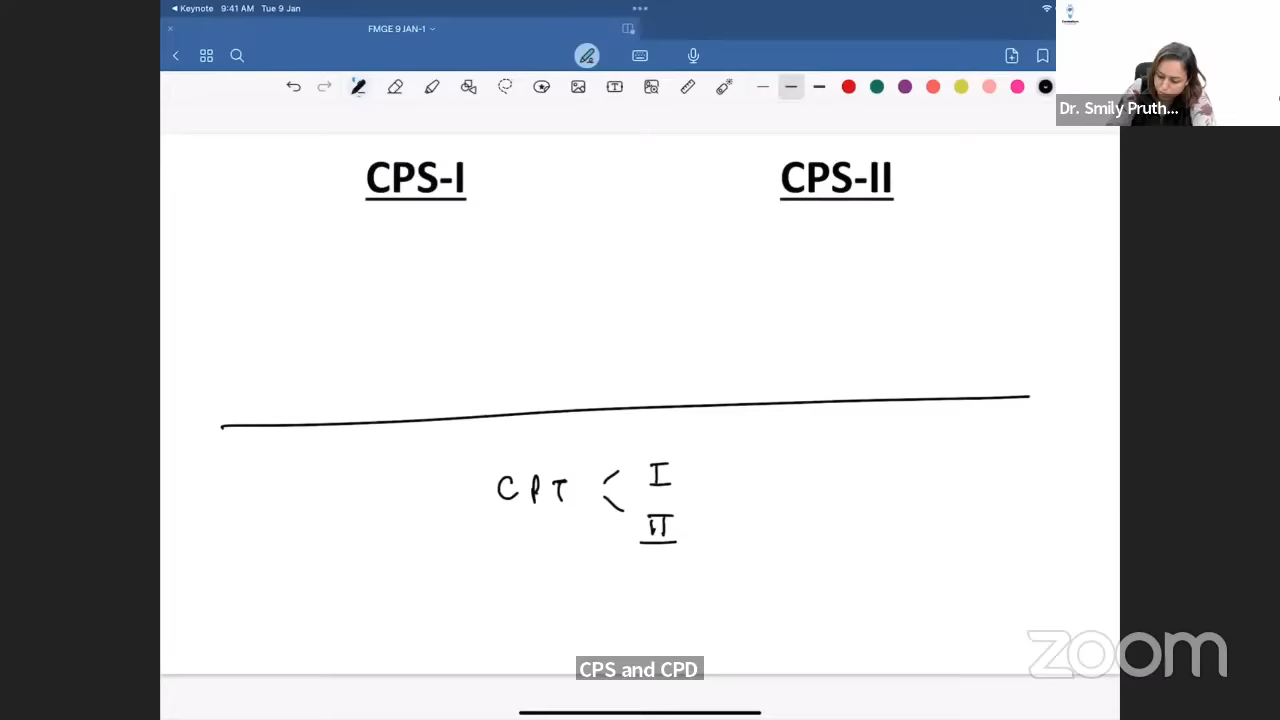 Keynote 9:41 AM Tue 9 Jan
FMGE 9 JAN-1
Dr. Smily Pruth...
CPS-I CPS-II
CPT < I
II
zoom
CPS and CPD